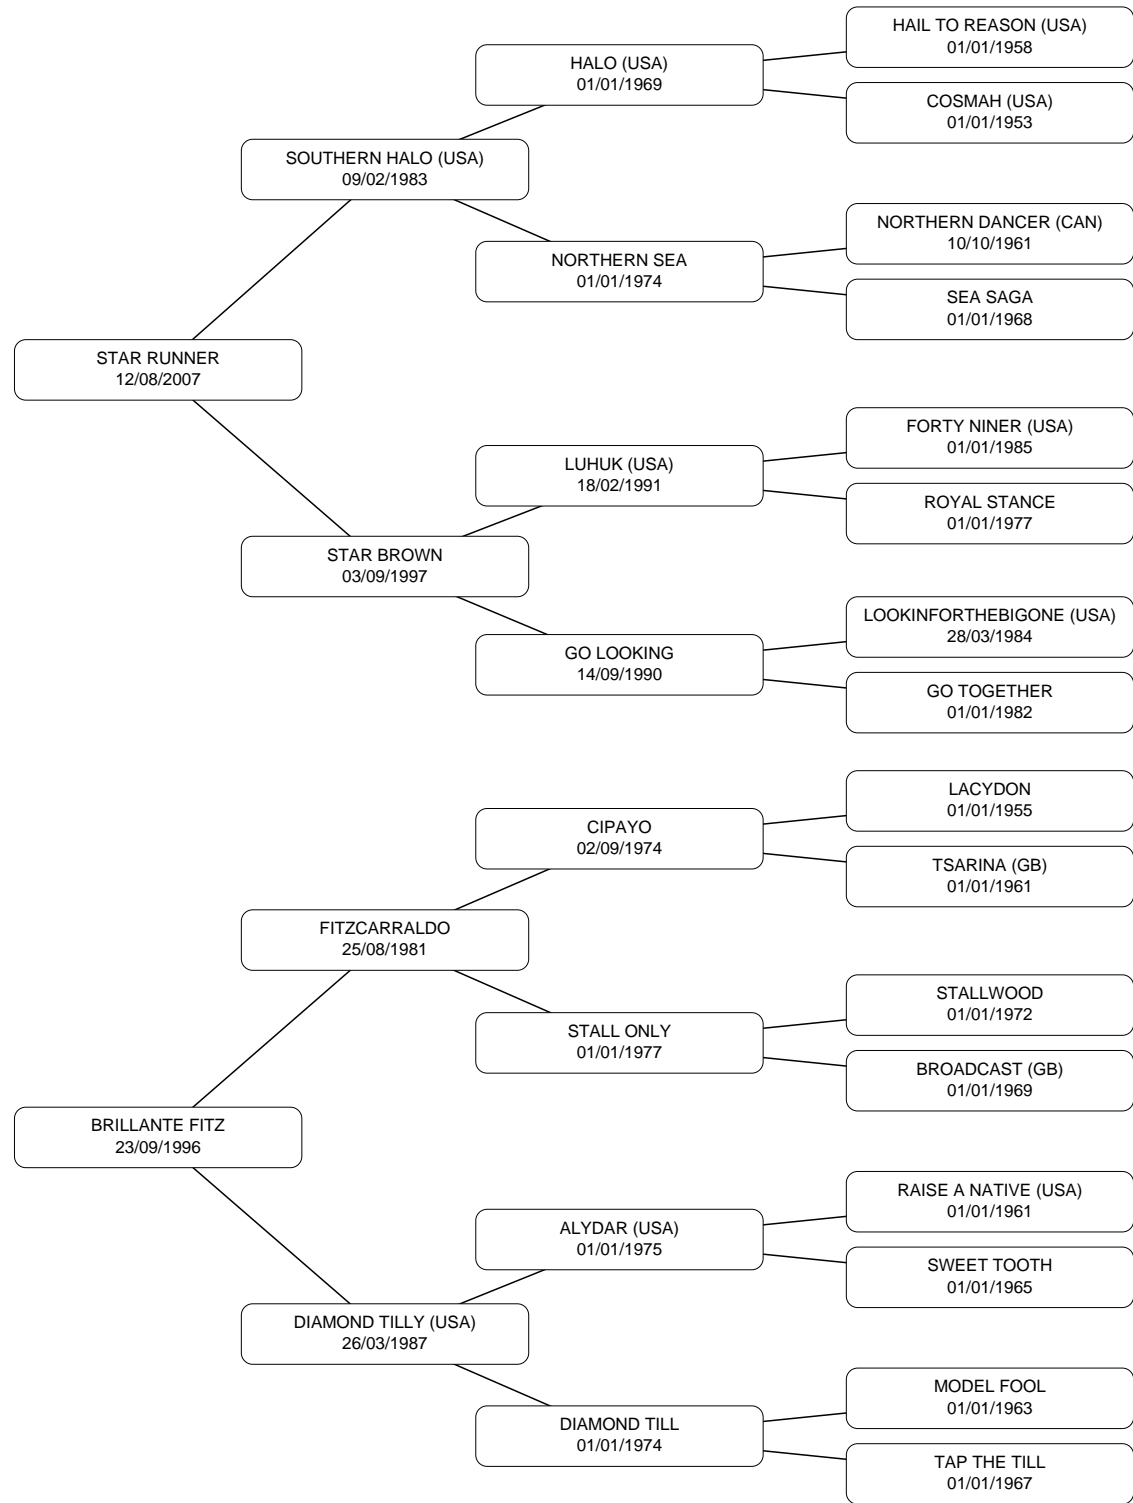 HAIL TO REASON (USA)
01/01/1958
HALO (USA)
01/01/1969
COSMAH (USA)
01/01/1953
SOUTHERN HALO (USA)
09/02/1983
NORTHERN DANCER (CAN)
10/10/1961
NORTHERN SEA
01/01/1974
SEA SAGA
01/01/1968
STAR RUNNER
12/08/2007
FORTY NINER (USA)
01/01/1985
LUHUK (USA)
18/02/1991
ROYAL STANCE
01/01/1977
STAR BROWN
03/09/1997
LOOKINFORTHEBIGONE (USA)
28/03/1984
GO LOOKING
14/09/1990
GO TOGETHER
01/01/1982
LACYDON
01/01/1955
CIPAYO
02/09/1974
TSARINA (GB)
01/01/1961
FITZCARRALDO
25/08/1981
STALLWOOD
01/01/1972
STALL ONLY
01/01/1977
BROADCAST (GB)
01/01/1969
BRILLANTE FITZ
23/09/1996
RAISE A NATIVE (USA)
01/01/1961
ALYDAR (USA)
01/01/1975
SWEET TOOTH
01/01/1965
DIAMOND TILLY (USA)
26/03/1987
MODEL FOOL
01/01/1963
DIAMOND TILL
01/01/1974
TAP THE TILL
01/01/1967